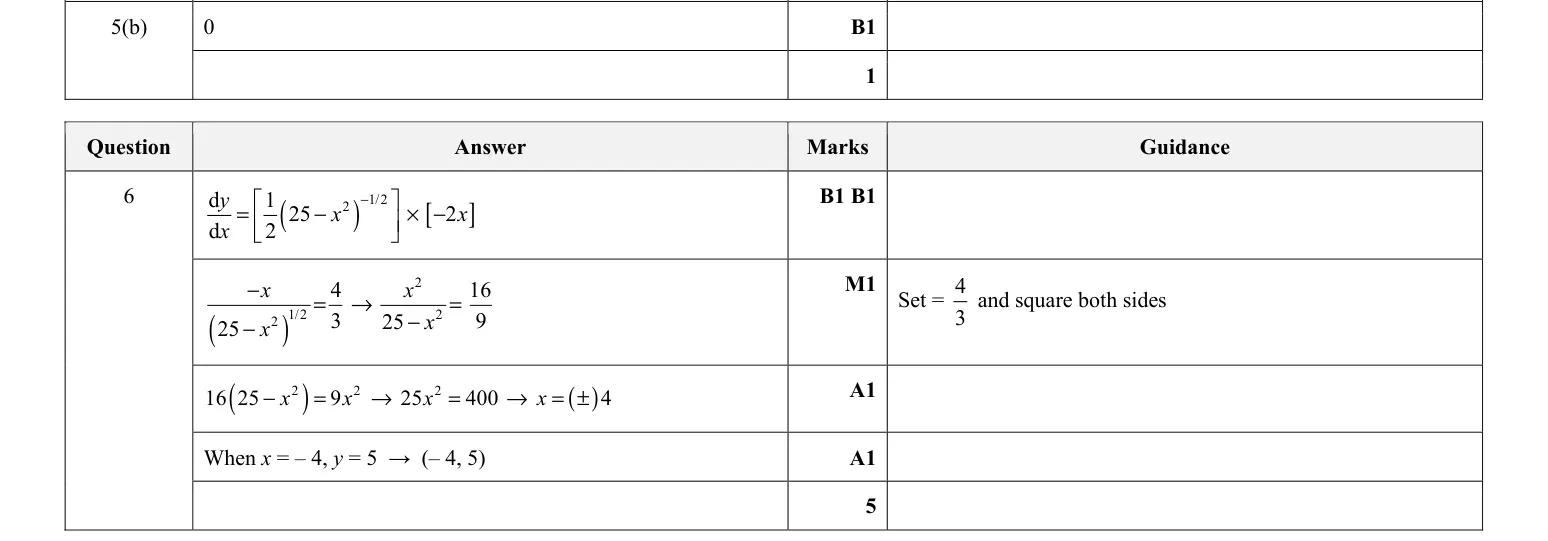 5(b) 0 B1
1
Question Answer Marks Guidance
6 dy/dx = [1/2(25 – x²)^(–1/2)] × [–2x] B1 B1
–x/(25 – x²)^(1/2) = 4/3 → x²/(25 – x²) = 16/9 M1 Set = 4/3 and square both sides
16(25 – x²) = 9x² → 25x² = 400 → x = (±)4 A1
When x = – 4, y = 5 → (– 4, 5) A1
5